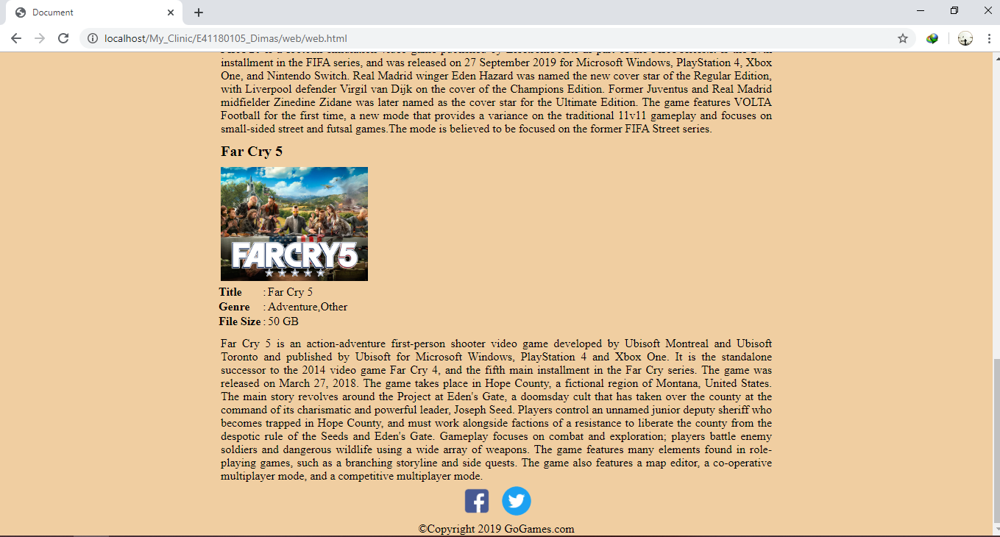 Document
localhost/My_Clinic/E41180105_Dimas/web/web.html
installment in the FIFA series, and was released on 27 September 2019 for Microsoft Windows, PlayStation 4, Xbox
One, and Nintendo Switch. Real Madrid winger Eden Hazard was named the new cover star of the Regular Edition,
with Liverpool defender Virgil van Dijk on the cover of the Champions Edition. Former Juventus and Real Madrid
midfielder Zinedine Zidane was later named as the cover star for the Ultimate Edition. The game features VOLTA
Football for the first time, a new mode that provides a variance on the traditional 11v11 gameplay and focuses on
small-sided street and futsal games.The mode is believed to be focused on the former FIFA Street series.
Far Cry 5
FARCRY5
Title : Far Cry 5
Genre : Adventure,Other
File Size : 50 GB
Far Cry 5 is an action-adventure first-person shooter video game developed by Ubisoft Montreal and Ubisoft
Toronto and published by Ubisoft for Microsoft Windows, PlayStation 4 and Xbox One. It is the standalone
successor to the 2014 video game Far Cry 4, and the fifth main installment in the Far Cry series. The game was
released on March 27, 2018. The game takes place in Hope County, a fictional region of Montana, United States.
The main story revolves around the Project at Eden's Gate, a doomsday cult that has taken over the county at the
command of its charismatic and powerful leader, Joseph Seed. Players control an unnamed junior deputy sheriff who
becomes trapped in Hope County, and must work alongside factions of a resistance to liberate the county from the
despotic rule of the Seeds and Eden's Gate. Gameplay focuses on combat and exploration; players battle enemy
soldiers and dangerous wildlife using a wide array of weapons. The game features many elements found in role-
playing games, such as a branching storyline and side quests. The game also features a map editor, a co-operative
multiplayer mode, and a competitive multiplayer mode.
©Copyright 2019 GoGames.com